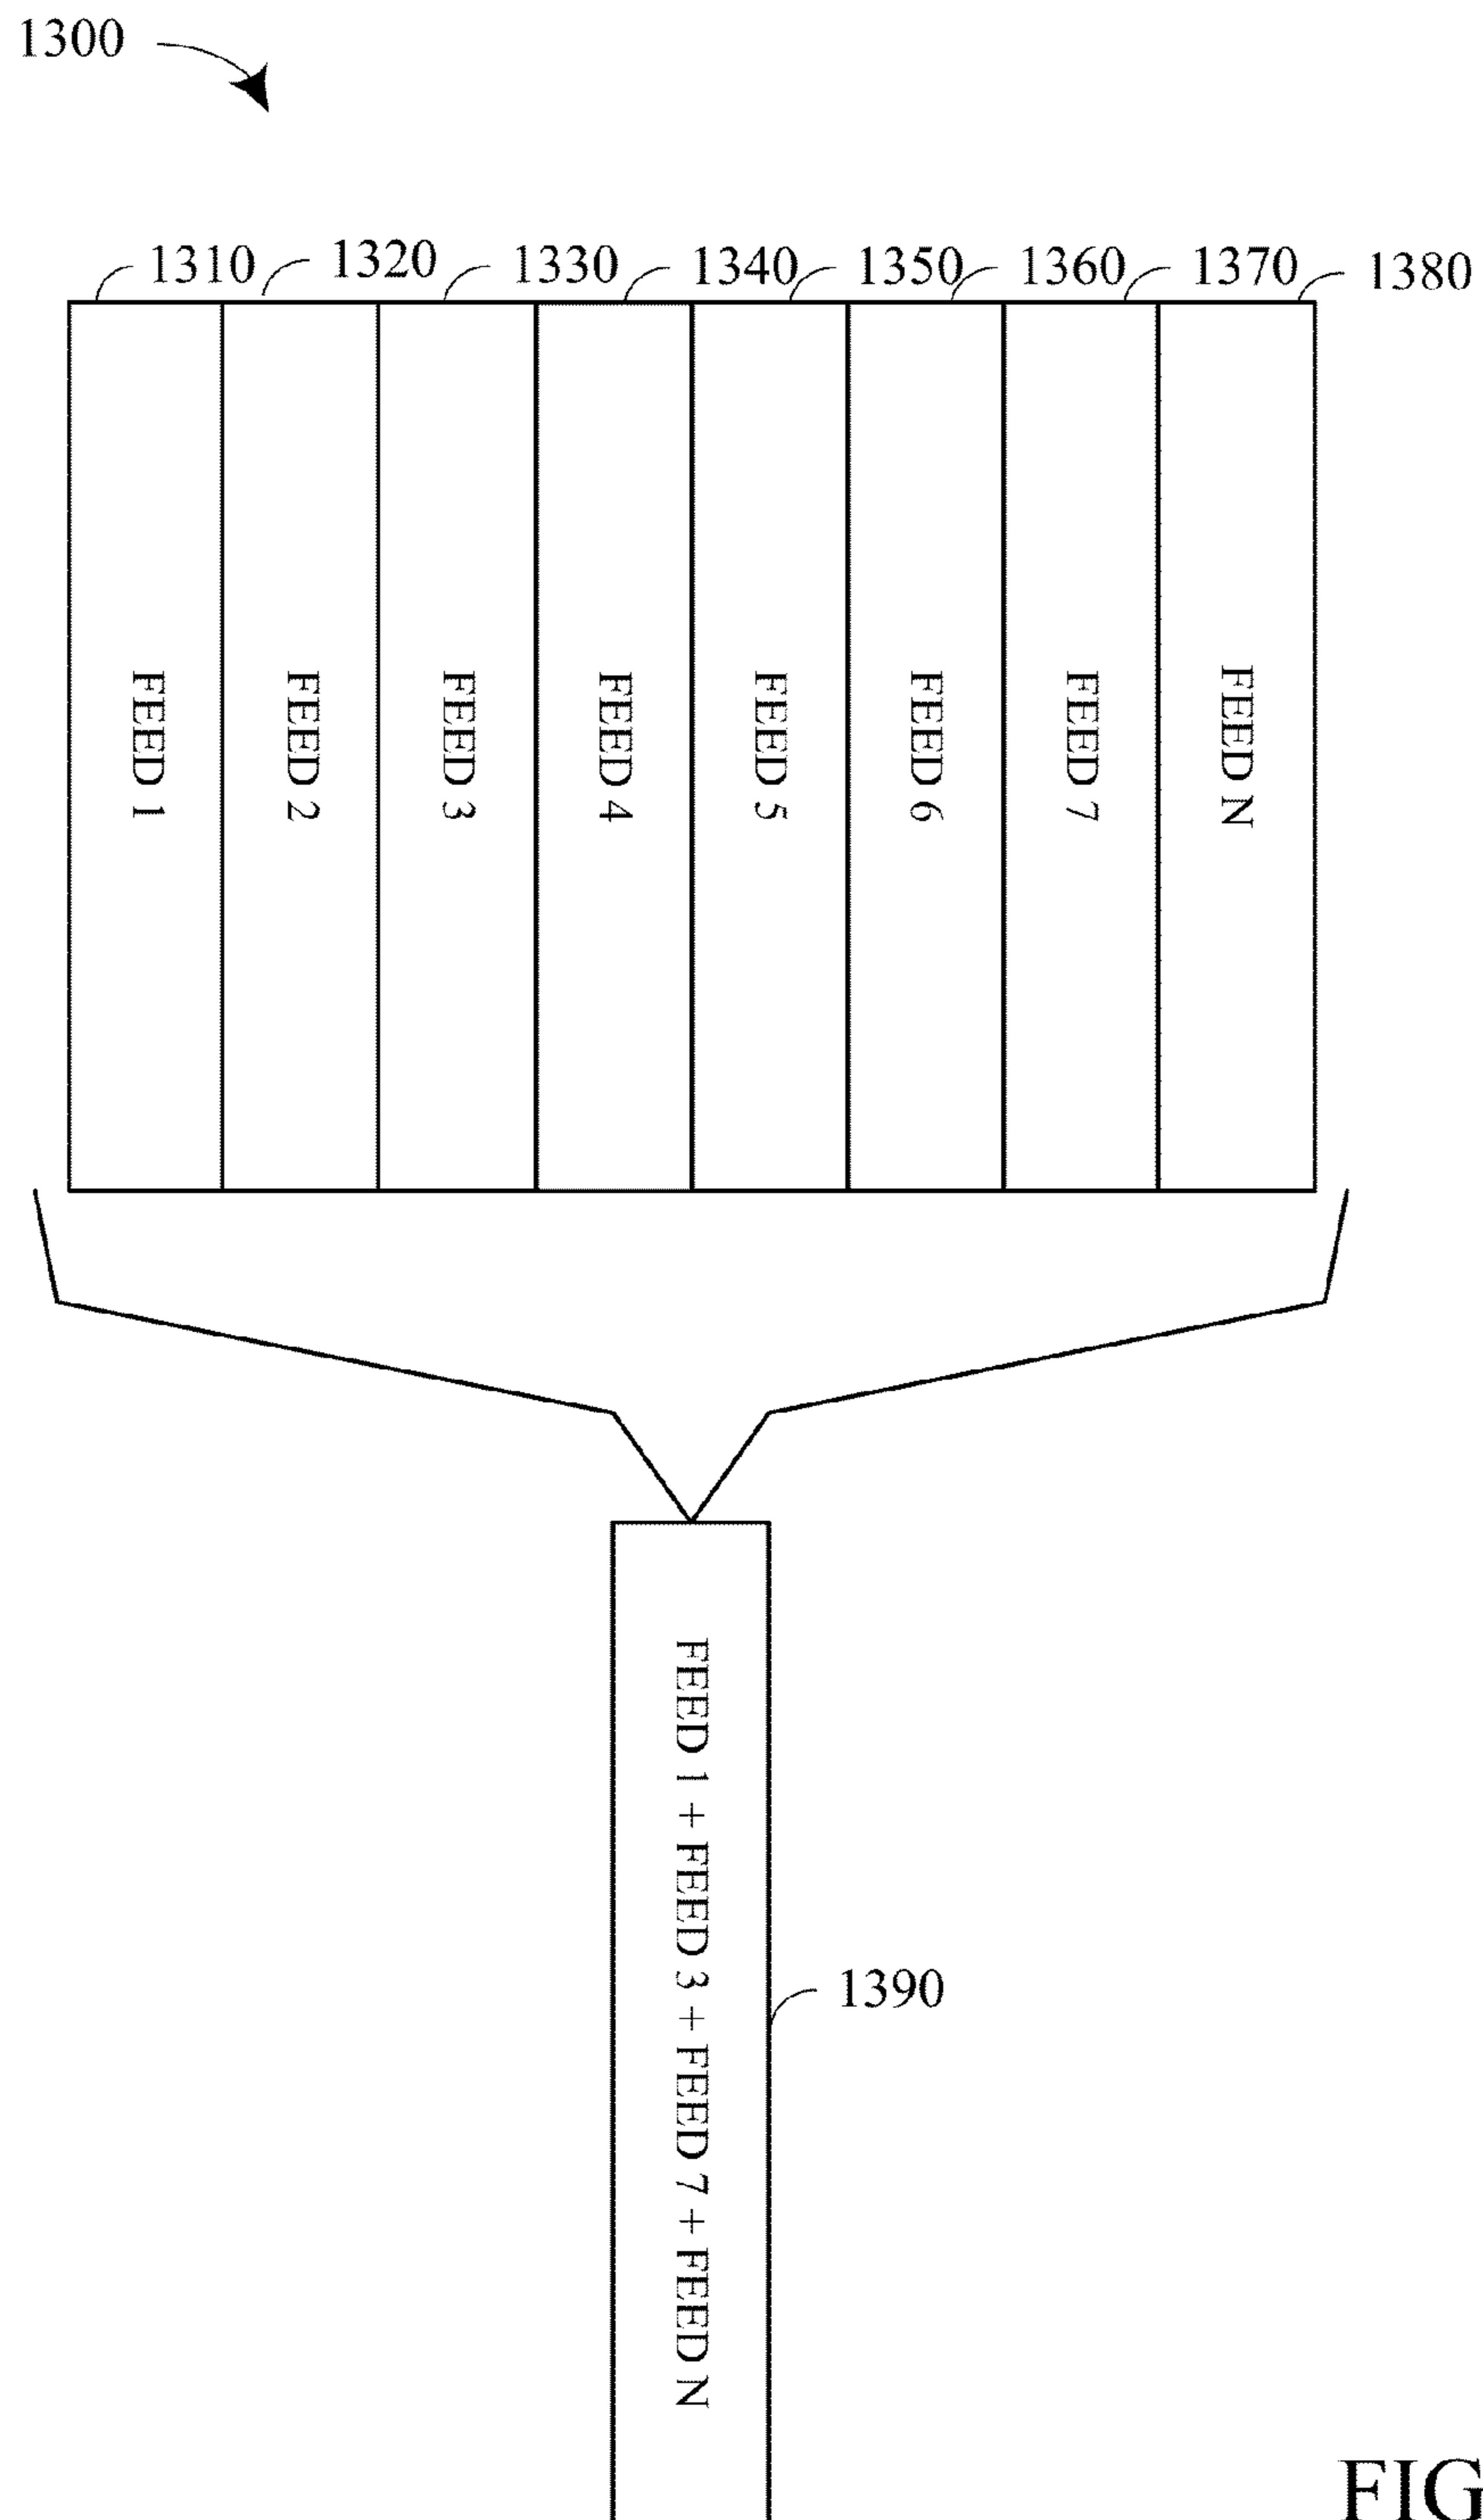 1300
1310
1320
1330
1340
1350
1360
1370
1380
FEED 1
FEED 2
FEED 3
FEED 4
FEED 5
FEED 6
FEED 7
FEED N
FEED 1 + FEED 3 + FEED 7 + FEED N
1390
FIG